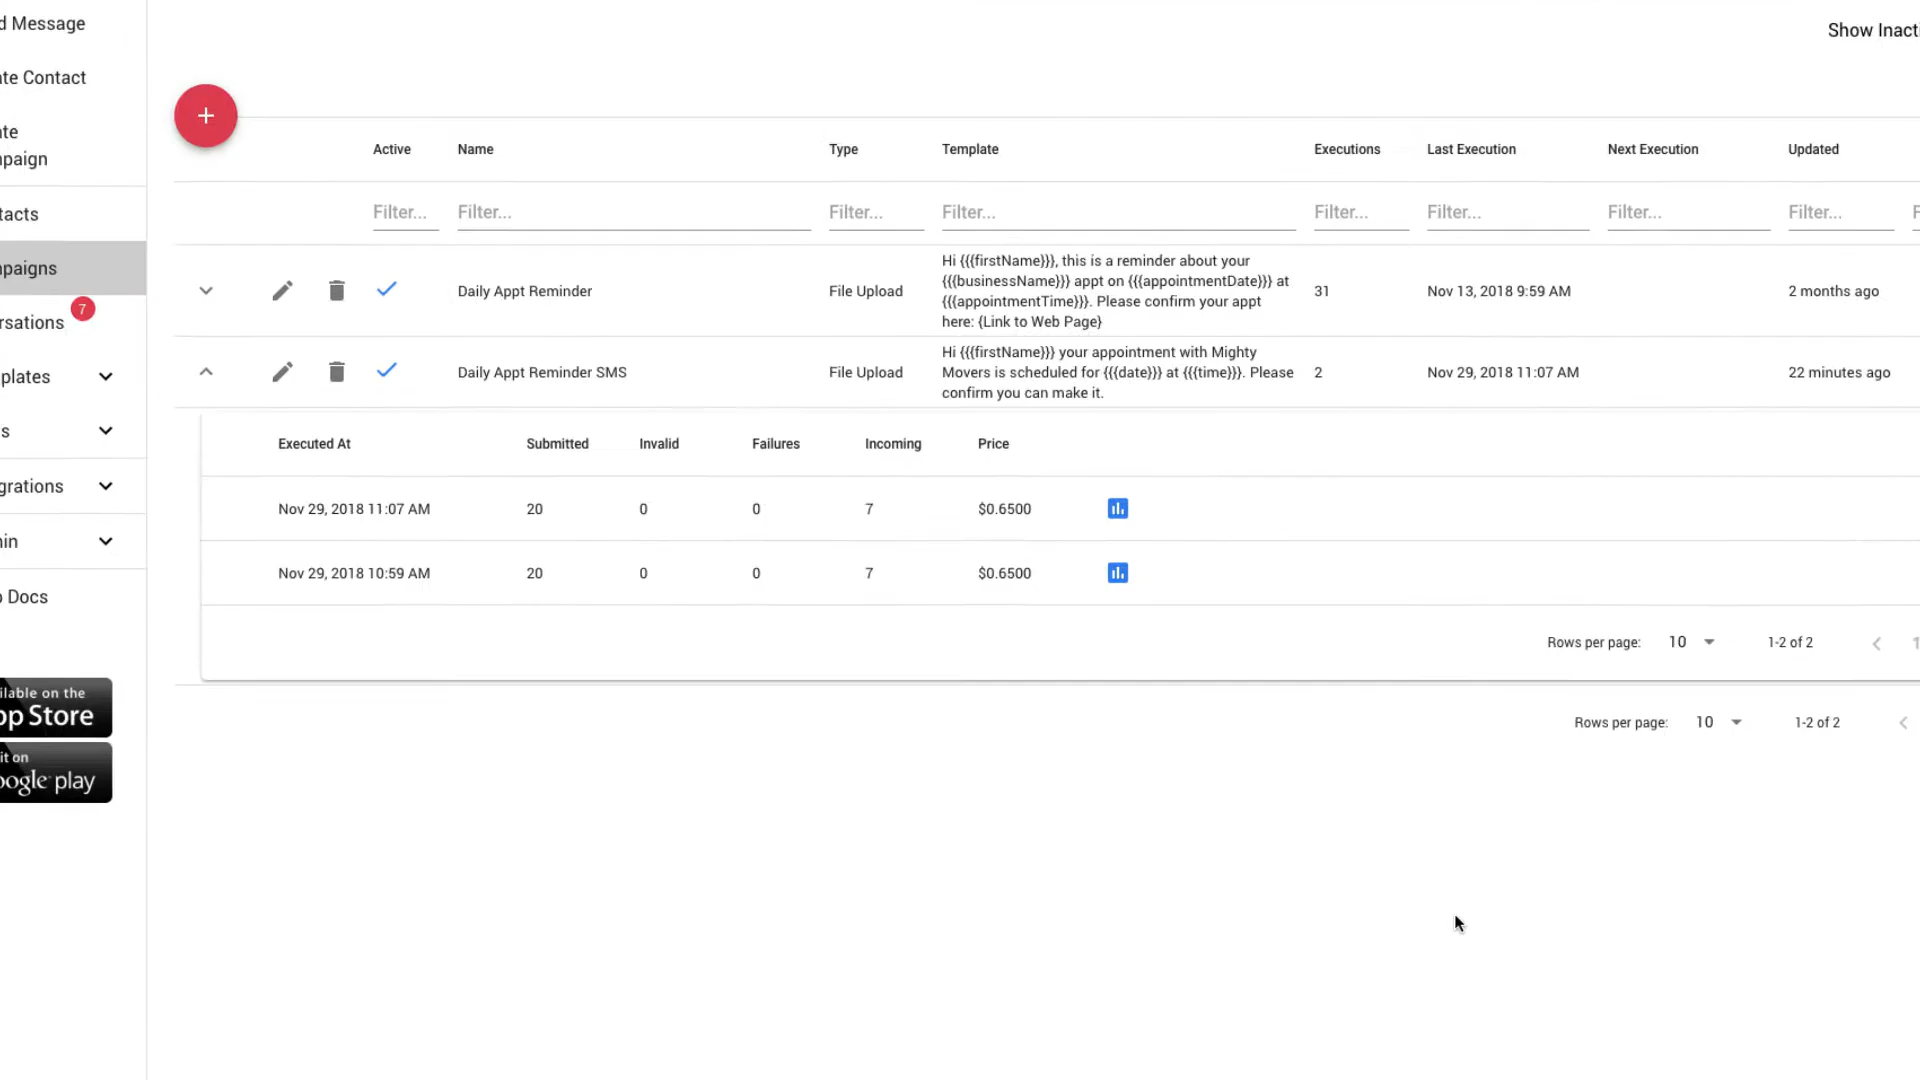 d Message
Show Inacti
ate Contact
ate
npaign
+
Active Name Type Template Executions Last Execution Next Execution Updated
tacts
Filter... Filter... Filter... Filter... Filter... Filter... Filter... Filter... F
npaigns
7
rsations
Daily Appt Reminder File Upload
Hi {{{firstName}}}, this is a reminder about your
{{{businessName}}} appt on {{{appointmentDate}}} at
{{{appointmentTime}}}. Please confirm your appt
here: {Link to Web Page}
31 Nov 13, 2018 9:59 AM 2 months ago
plates
Daily Appt Reminder SMS File Upload
Hi {{{firstName}}} your appointment with Mighty
Movers is scheduled for {{{date}}} at {{{time}}}. Please
confirm you can make it.
2 Nov 29, 2018 11:07 AM 22 minutes ago
s
Executed At Submitted Invalid Failures Incoming Price
grations
Nov 29, 2018 11:07 AM 20 0 0 7 $0.6500
nin
Nov 29, 2018 10:59 AM 20 0 0 7 $0.6500
p Docs
Rows per page: 10 1-2 of 2 1
ilable on the
pp Store
Rows per page: 10 1-2 of 2
it on
oogle play